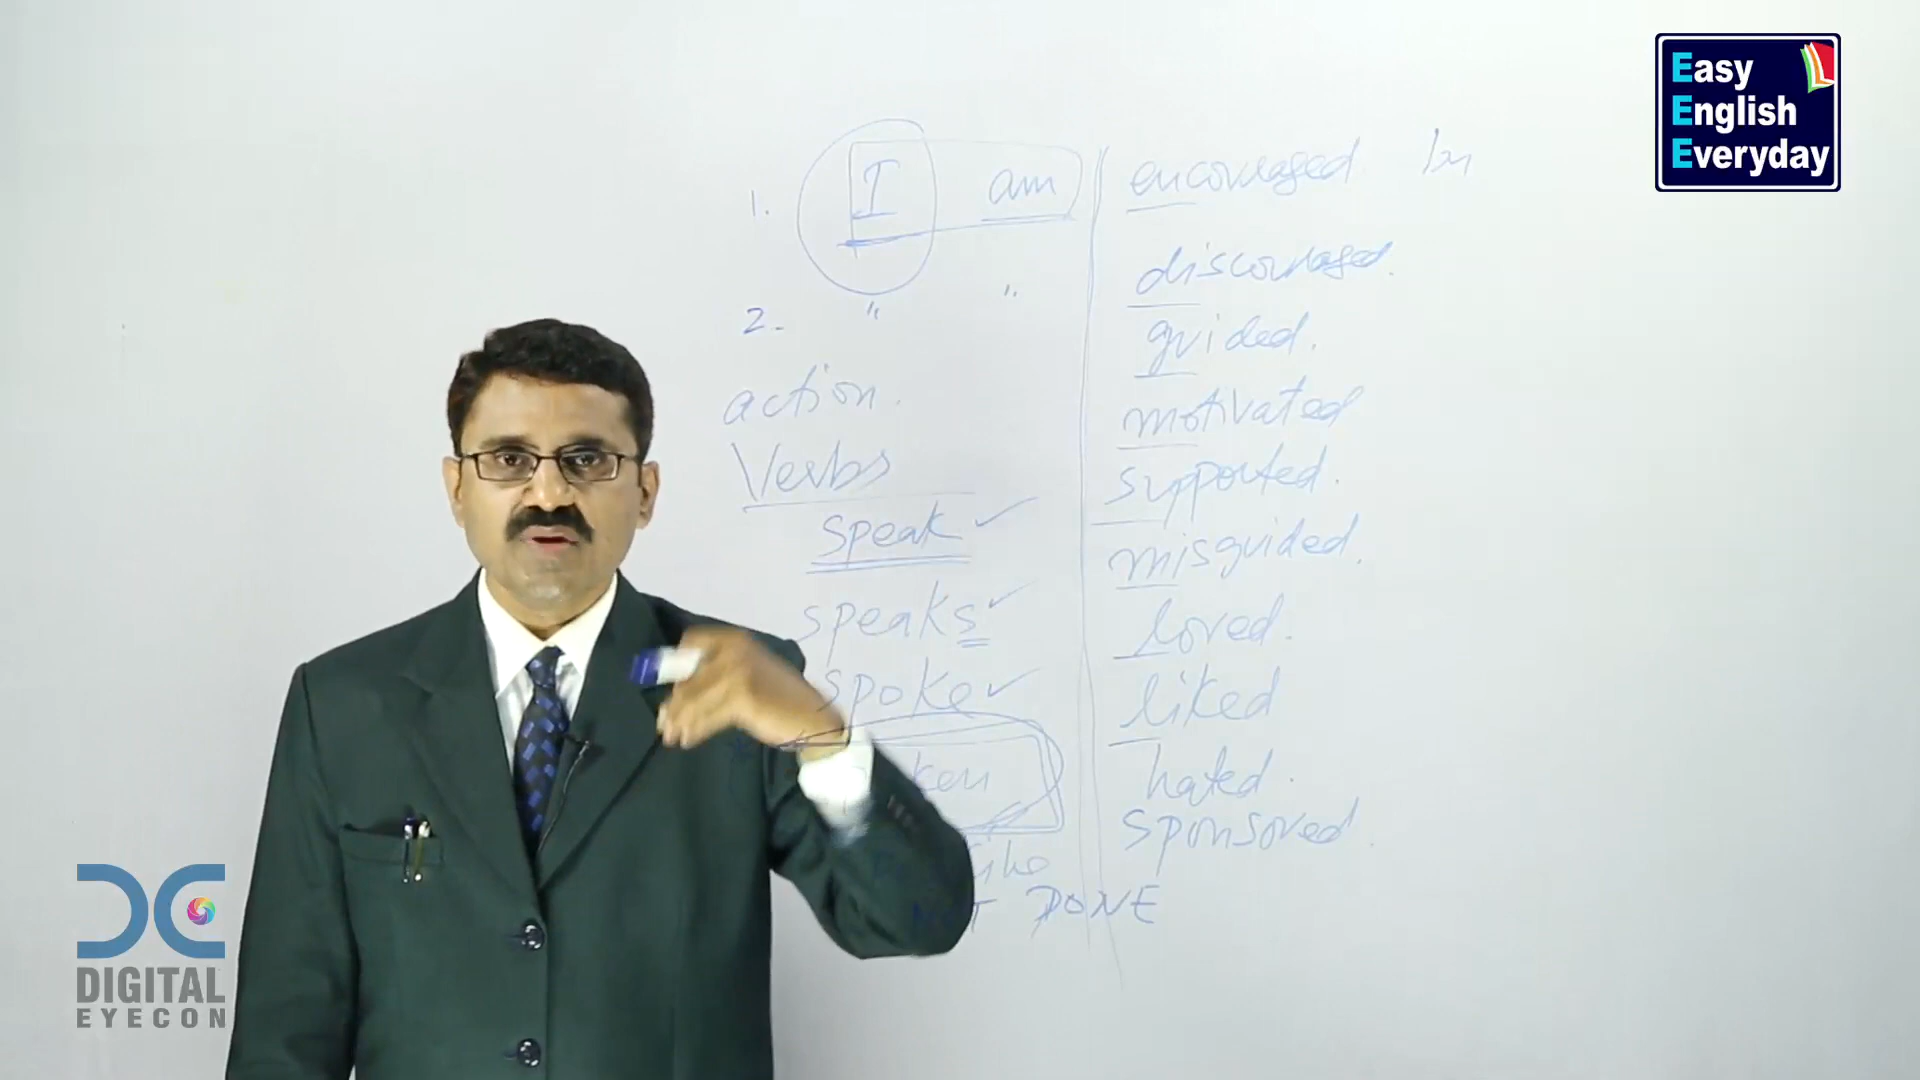 Easy
English
Everyday
1. I am encouraged by
discouraged.
2. " "
guided.
action.
motivated
Verbs
supported.
speak ✓
misguided.
speaks ✓
loved.
spoke ✓
liked
hated.
sponsored.
DONE
DIGITAL
EYECON